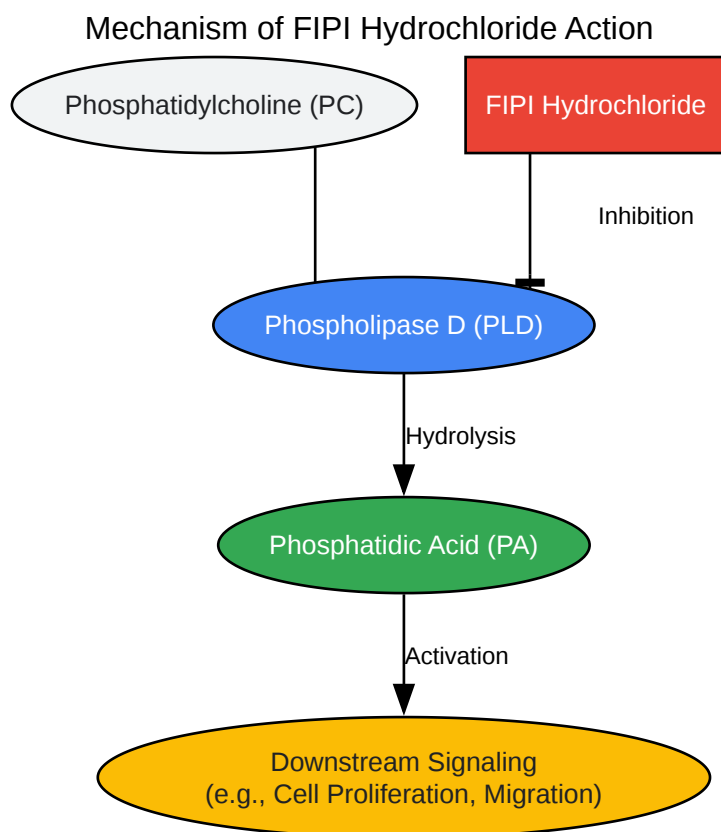 Mechanism of FIPI Hydrochloride Action
Phosphatidylcholine (PC)
FIPI Hydrochloride
Inhibition
Phospholipase D (PLD)
Hydrolysis
Phosphatidic Acid (PA)
Activation
Downstream Signaling
(e.g., Cell Proliferation, Migration)